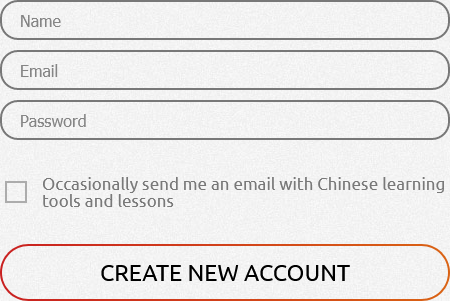 Name
Email
Password
Occasionally send me an email with Chinese learning
tools and lessons
CREATE NEW ACCOUNT